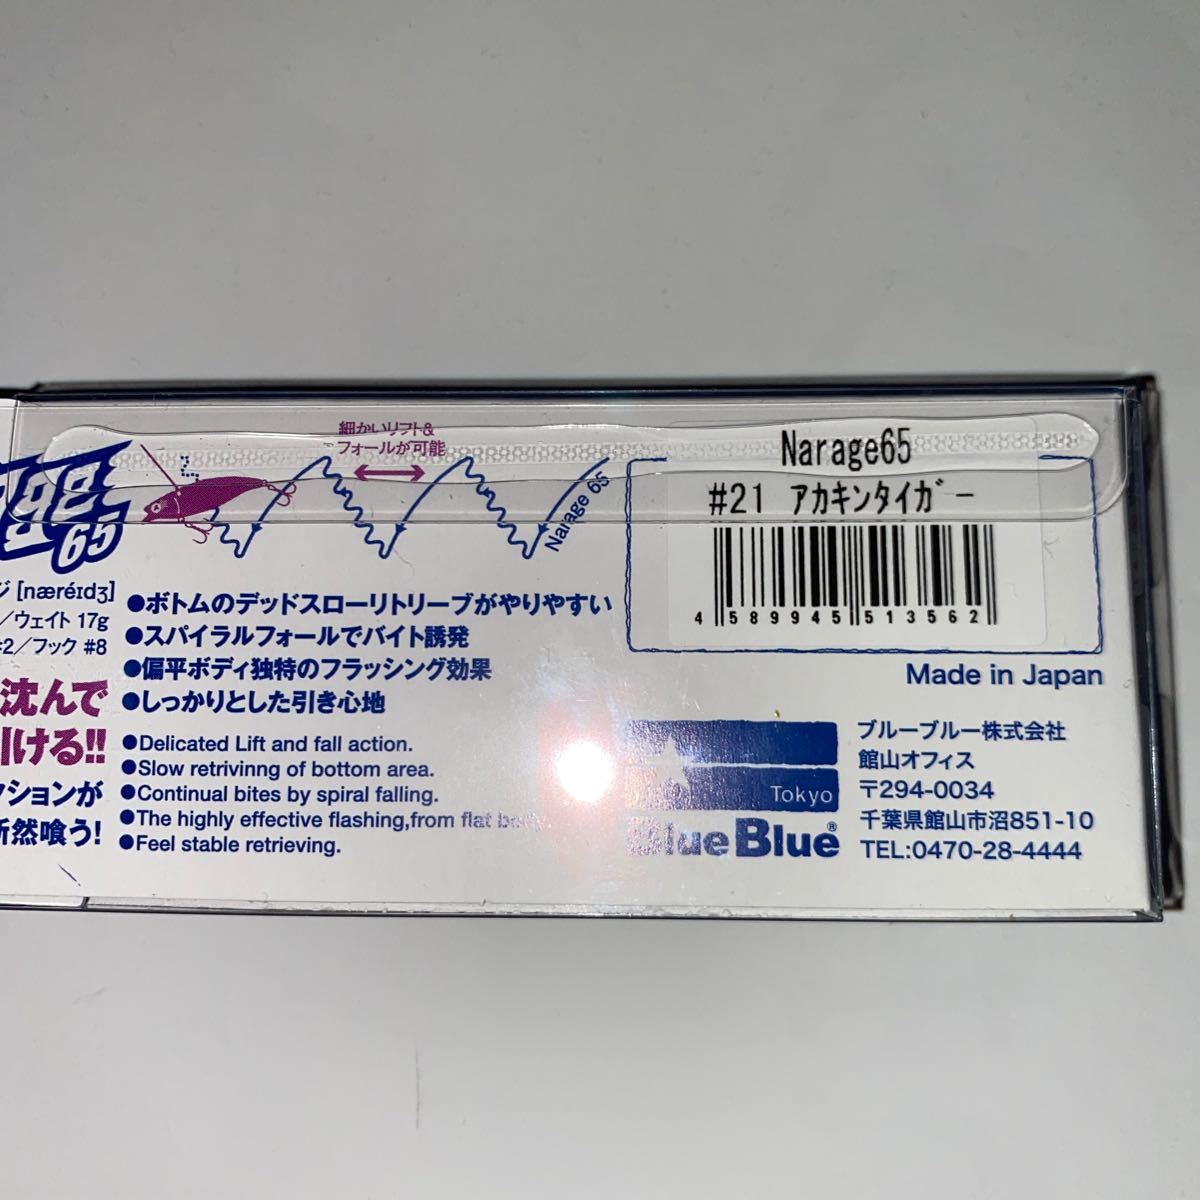 細かいリフト&
フォールが可能
Narage 65
65
ジ [næréɪdʒ]
/ウェイト 17g
#2/フック #8
沈んで
引ける!!
クションが
断然喰う!
●ボトムのデッドスローリトリーブがやりやすい
●スパイラルフォールでバイト誘発
●偏平ボディ独特のフラッシング効果
●しっかりとした引き心地
●Delicated Lift and fall action.
●Slow retrivinng of bottom area.
●Continual bites by spiral falling.
●The highly effective flashing,from flat body.
●Feel stable retrieving.
Narage65
#21 アカキンタイガー
4 589945 513562
Made in Japan
Tokyo
BlueBlue®
ブルーブルー株式会社
館山オフィス
〒294-0034
千葉県館山市沼851-10
TEL:0470-28-4444